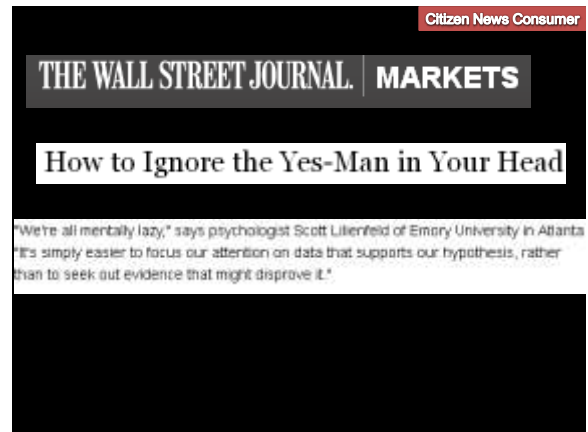 Citizen News Consumer
THE WALL STREET JOURNAL. MARKETS
How to Ignore the Yes-Man in Your Head
"We're all mentally lazy," says psychologist Scott Lilienfeld of Emory University in Atlanta
"It's simply easier to focus our attention on data that supports our hypothesis, rather
than to seek out evidence that might disprove it."